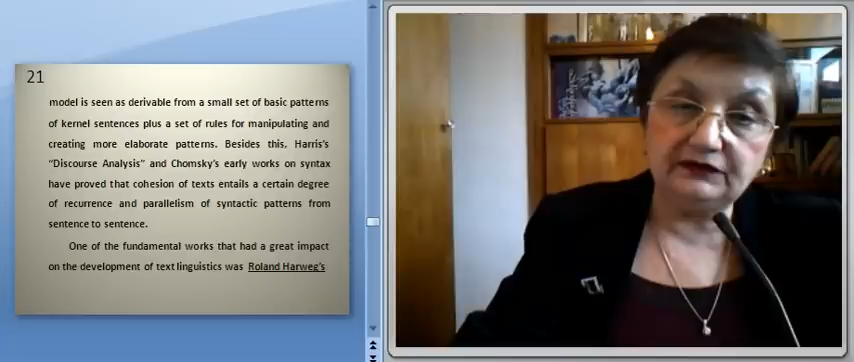 21
model is seen as derivable from a small set of basic patterns
of kernel sentences plus a set of rules for manipulating and
creating more elaborate patterns. Besides this, Harris's
"Discourse Analysis" and Chomsky's early works on syntax
have proved that cohesion of texts entails a certain degree
of recurrence and parallelism of syntactic patterns from
sentence to sentence.
One of the fundamental works that had a great impact
on the development of text linguistics was Roland Harweg's